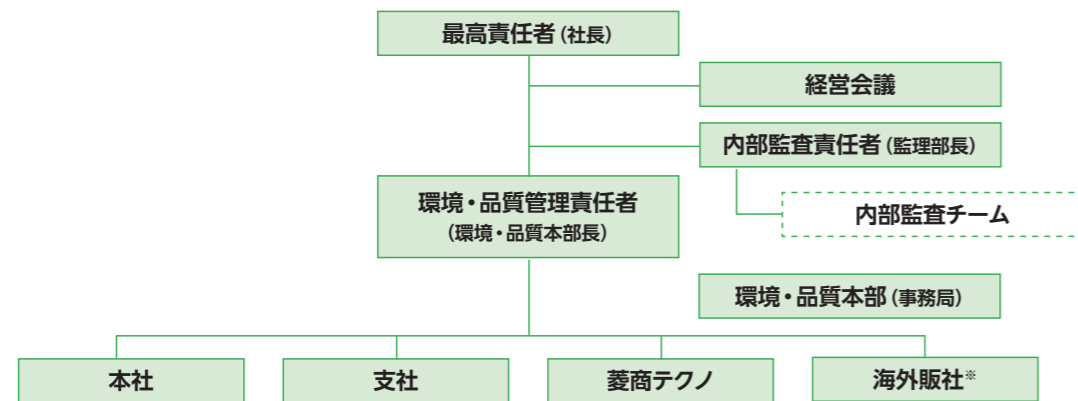 最高責任者（社長）
経営会議
内部監査責任者（監理部長）
環境・品質管理責任者
（環境・品質本部長）
内部監査チーム
環境・品質本部（事務局）
本社
支社
菱商テクノ
海外販社※